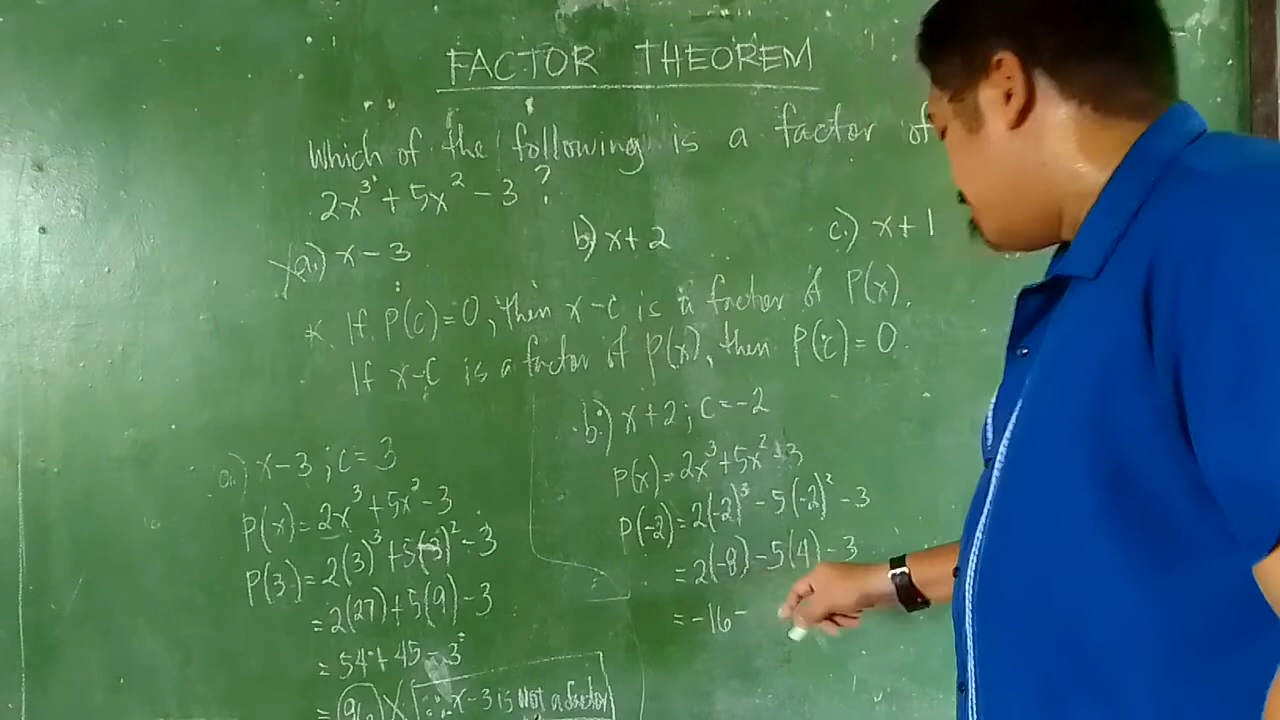 FACTOR THEOREM
Which of the following is a factor of
2x³ + 5x² - 3 ?
a.) x - 3
b) x + 2
c.) x + 1
* If P(c) = 0, then x-c is a factor of P(x).
If x-c is a factor of P(x), then P(c) = 0.
a.) x-3 ; c = 3
P(x) = 2x³ + 5x² - 3
P(3) = 2(3)³ + 5(3)² - 3
= 2(27) + 5(9) - 3
= 54 + 45 - 3
= 96 X ∴ x-3 is Not a factor
b.) x+2 ; c = -2
P(x) = 2x³ + 5x² + 3
P(-2) = 2(-2)³ - 5(-2)² - 3
= 2(-8) - 5(4) - 3
= -16 -